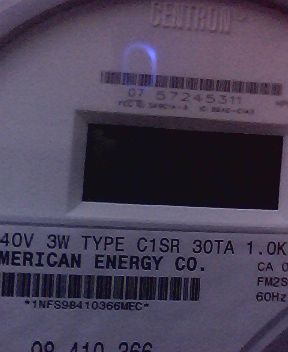 CENTRON
07 57245311
40V 3W TYPE C1SR 30TA 1.0K
MERICAN ENERGY CO.
CA 0
FM2S
60Hz
*1NFS98410366MEC*
98 410 366